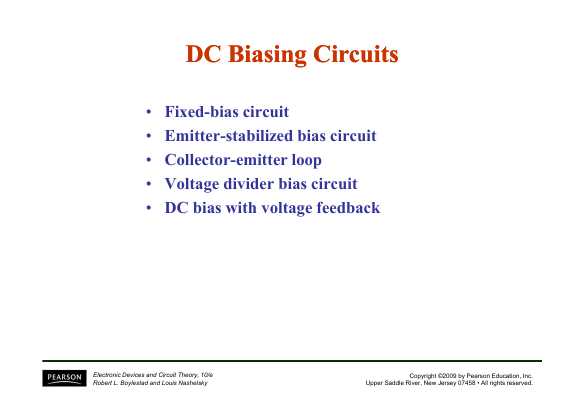 DC Biasing Circuits
• Fixed-bias circuit
• Emitter-stabilized bias circuit
• Collector-emitter loop
• Voltage divider bias circuit
• DC bias with voltage feedback
PEARSON
Electronic Devices and Circuit Theory, 10/e
Robert L. Boylestad and Louis Nashelsky
Copyright ©2009 by Pearson Education, Inc.
Upper Saddle River, New Jersey 07458 • All rights reserved.